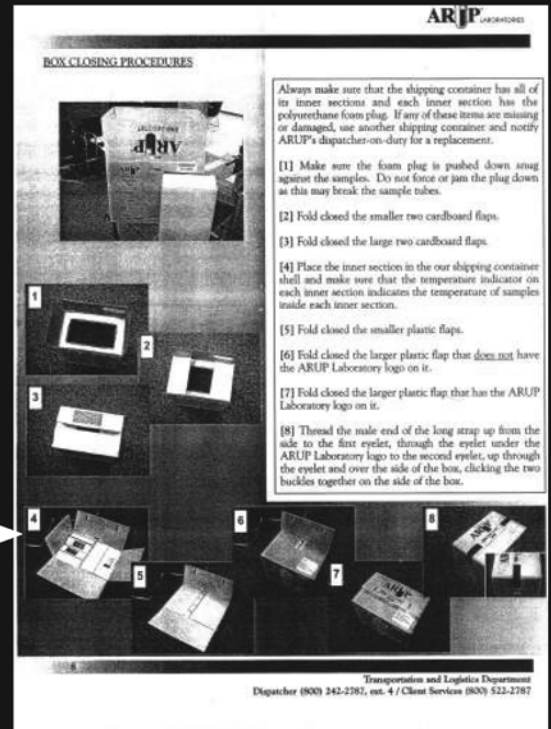 ARUP LABORATORIES
BOX CLOSING PROCEDURES
Always make sure that the shipping container has all of
its inner sections and each inner section has the
polyurethane foam plug. If any of these items are missing
or damaged, use another shipping container and notify
ARUP's dispatcher-on-duty for a replacement.
[1] Make sure the foam plug is pushed down snug
against the samples. Do not force or jam the plug down
as this may break the sample tubes.
[2] Fold closed the smaller two cardboard flaps.
[3] Fold closed the large two cardboard flaps.
[4] Place the inner section in the our shipping container
shell and make sure that the temperature indicator on
each inner section indicates the temperature of samples
inside each inner section.
[5] Fold closed the smaller plastic flaps.
[6] Fold closed the larger plastic flap that does not have
the ARUP Laboratory logo on it.
[7] Fold closed the larger plastic flap that has the ARUP
Laboratory logo on it.
[8] Thread the male end of the long strap up from the
side to the first eyelet, through the eyelet under the
ARUP Laboratory logo to the second eyelet, up through
the eyelet and over the side of the box, clicking the two
buckles together on the side of the box.
ARUP
1
2
3
4
5
6
7
8
ARUP
ARUP
6
Transportation and Logistics Department
Dispatcher (800) 242-2787, ext. 4 / Client Services (800) 522-2787